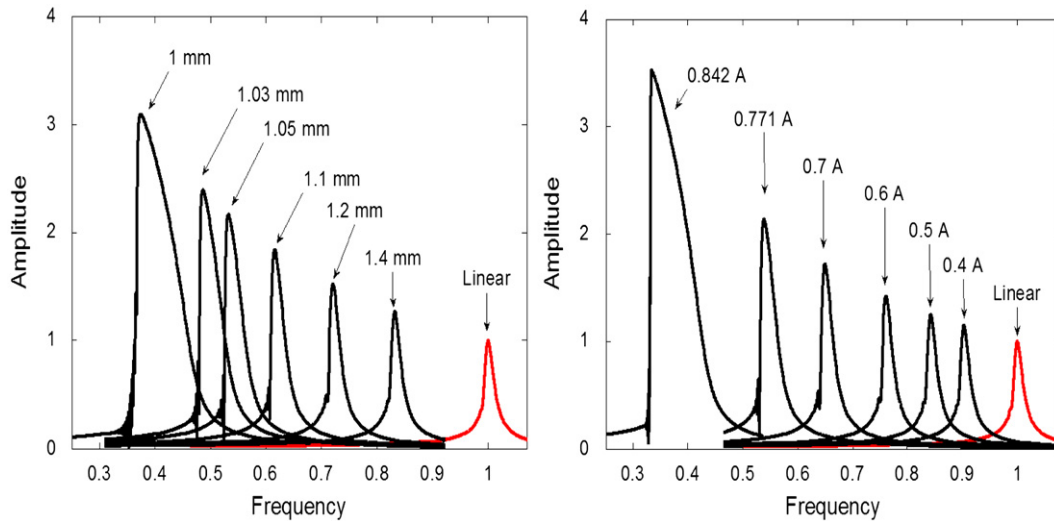 4
3
2
1
0
Amplitude
1 mm
1.03 mm
1.05 mm
1.1 mm
1.2 mm
1.4 mm
Linear
0.3 0.4 0.5 0.6 0.7 0.8 0.9 1
Frequency
4
3
2
1
0
Amplitude
0.842 A
0.771 A
0.7 A
0.6 A
0.5 A
0.4 A
Linear
0.3 0.4 0.5 0.6 0.7 0.8 0.9 1
Frequency